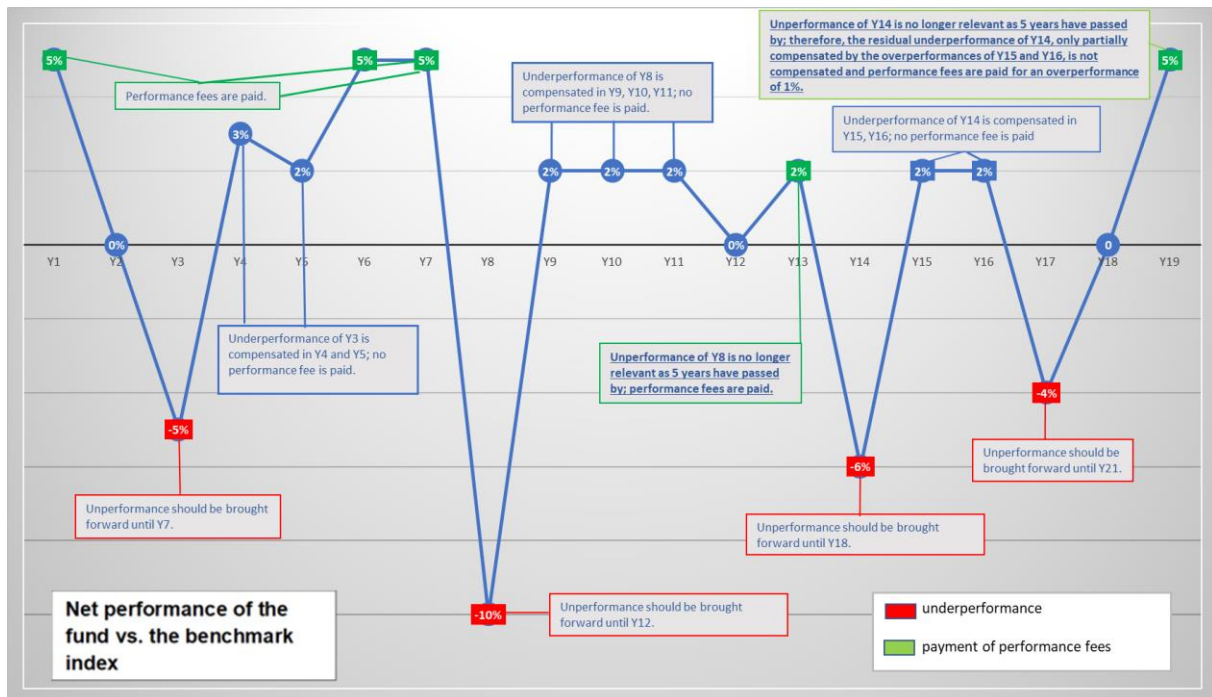 Unperformance of Y14 is no longer relevant as 5 years have passed
by; therefore, the residual underperformance of Y14, only partially
compensated by the overperformances of Y15 and Y16, is not
compensated and performance fees are paid for an overperformance
of 1%.
5%
5%
5%
5%
Performance fees are paid.
Underperformance of Y8 is
compensated in Y9, Y10, Y11; no
performance fee is paid.
Underperformance of Y14 is compensated in
Y15, Y16; no performance fee is paid
3%
2%
2%
2%
2%
2%
2%
2%
0%
0%
0
Y1
Y2
Y3
Y4
Y5
Y6
Y7
Y8
Y9
Y10
Y11
Y12
Y13
Y14
Y15
Y16
Y17
Y18
Y19
Underperformance of Y3 is
compensated in Y4 and Y5; no
performance fee is paid.
Unperformance of Y8 is no longer
relevant as 5 years have passed
by; performance fees are paid.
-4%
-5%
-6%
Unperformance should be
brought forward until Y21.
Unperformance should be brought
forward until Y7.
Unperformance should be brought
forward until Y18.
-10%
Unperformance should be brought
forward until Y12.
Net performance of the
fund vs. the benchmark
index
underperformance
payment of performance fees